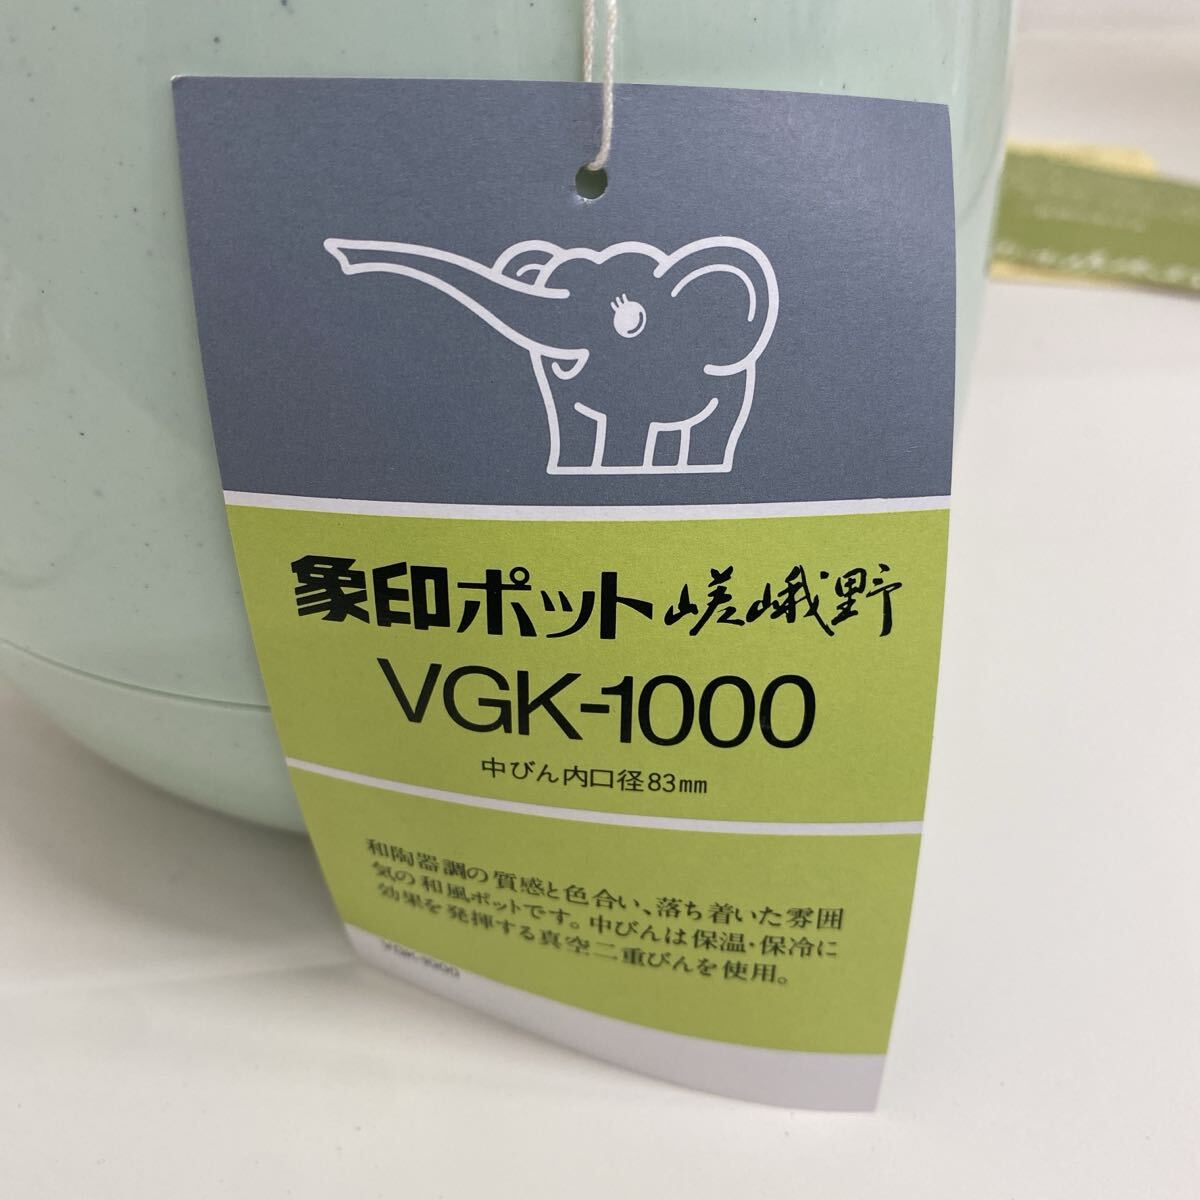 象印ポット嵯峨野
VGK-1000
中びん内口径83mm
和陶器調の質感と色合い、落ち着いた雰囲
気の和風ポットです。中びんは保温・保冷に
効果を発揮する真空二重びんを使用。
VGK-1000